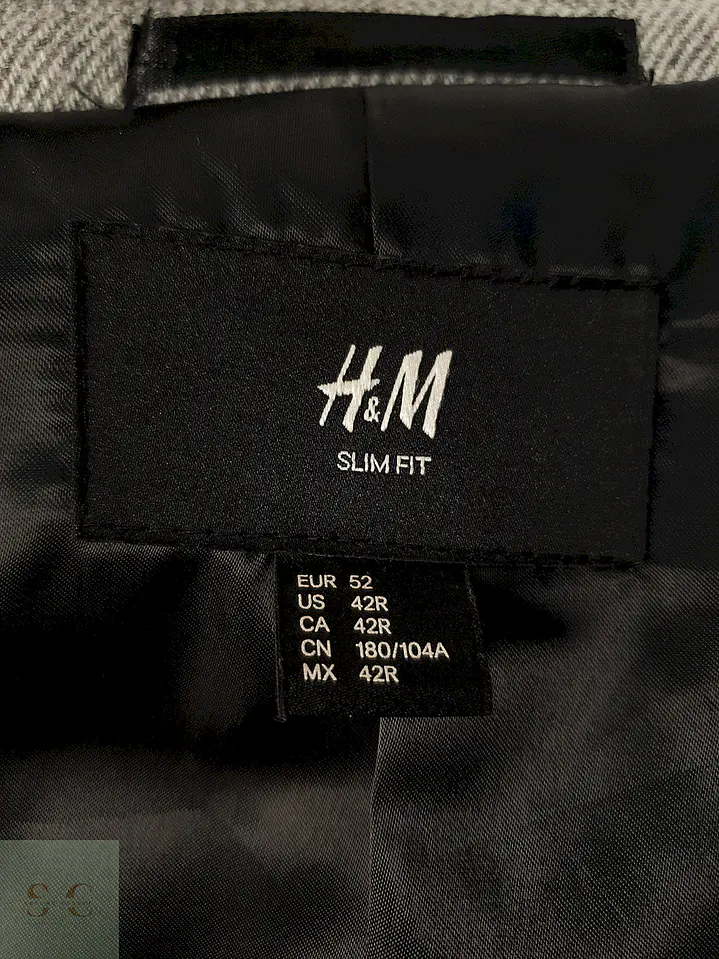 H&M
SLIM FIT
EUR 52
US 42R
CA 42R
CN 180/104A
MX 42R
S C